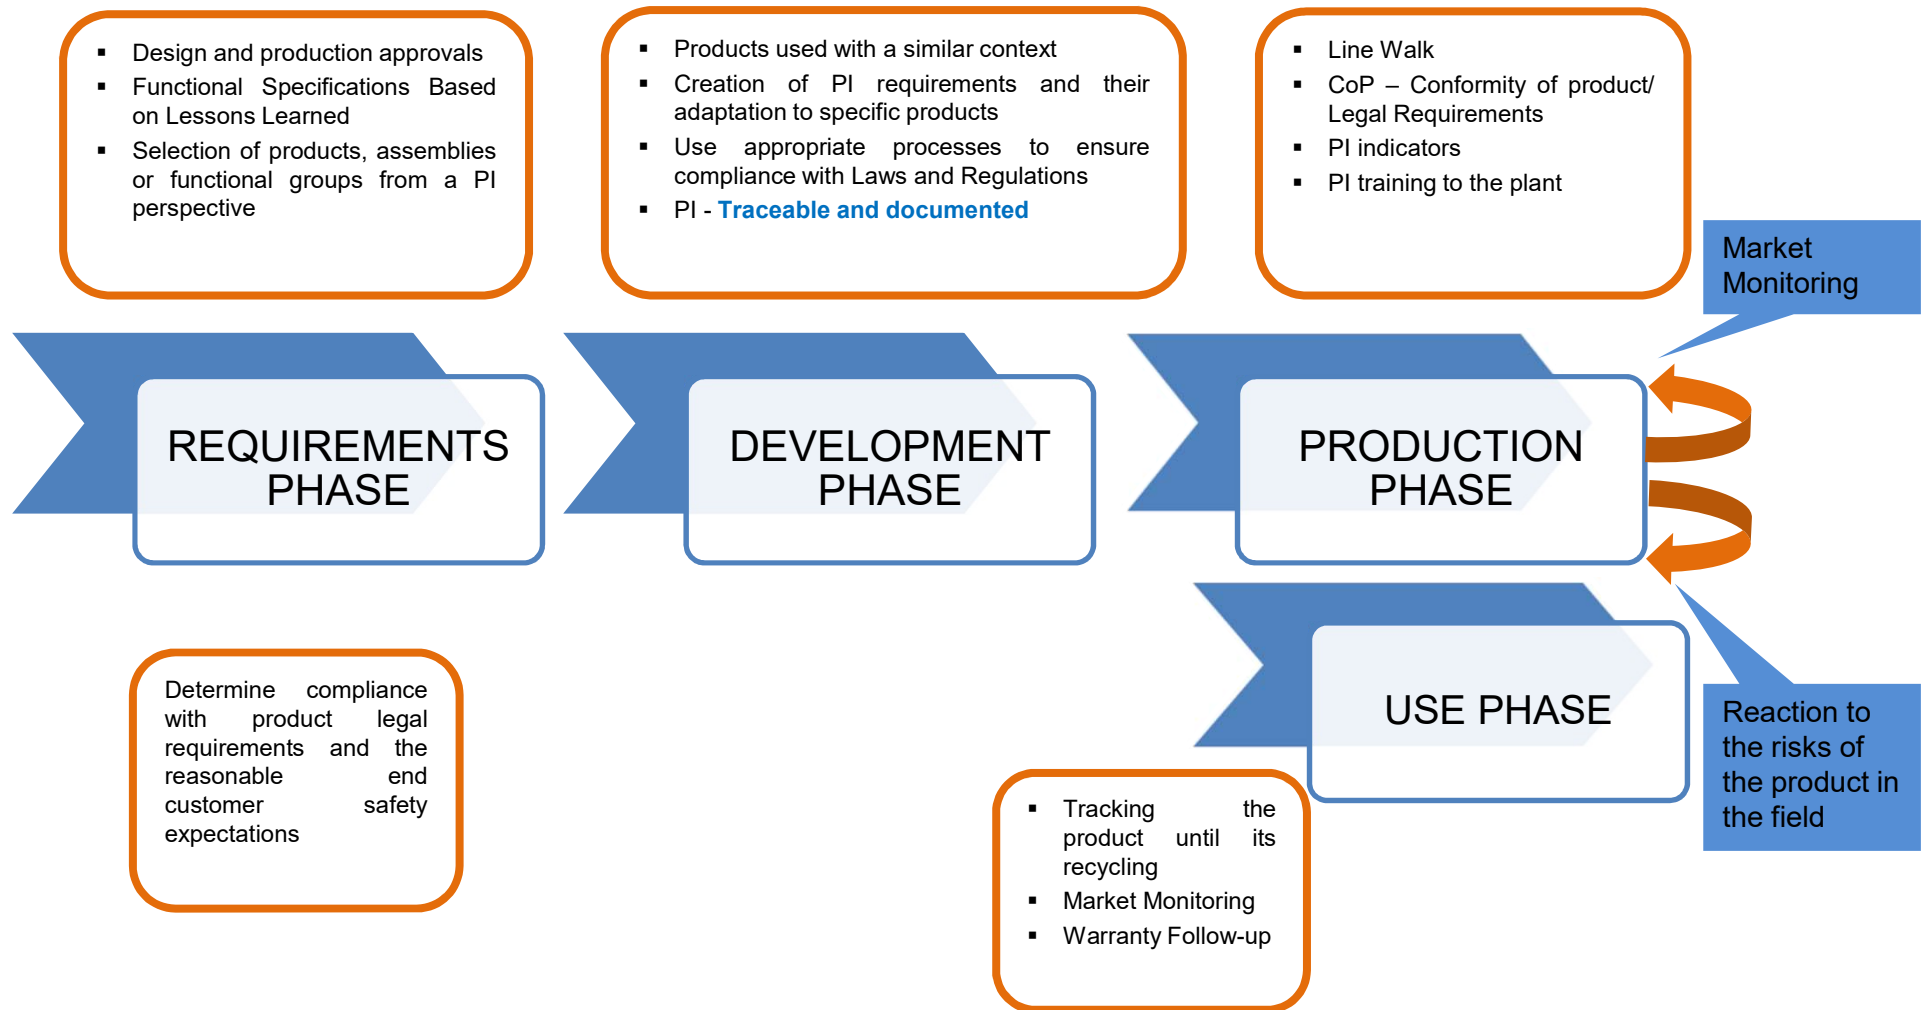 ▪ Design and production approvals
▪ Functional Specifications Based
on Lessons Learned
▪ Selection of products, assemblies
or functional groups from a PI
perspective
▪ Products used with a similar context
▪ Creation of PI requirements and their
adaptation to specific products
▪ Use appropriate processes to ensure
compliance with Laws and Regulations
▪ PI - Traceable and documented
▪ Line Walk
▪ CoP – Conformity of product/
Legal Requirements
▪ PI indicators
▪ PI training to the plant
Market
Monitoring
REQUIREMENTS
PHASE
DEVELOPMENT
PHASE
PRODUCTION
PHASE
USE PHASE
Determine compliance
with product legal
requirements and the
reasonable end
customer safety
expectations
▪ Tracking the
product until its
recycling
▪ Market Monitoring
▪ Warranty Follow-up
Reaction to
the risks of
the product in
the field